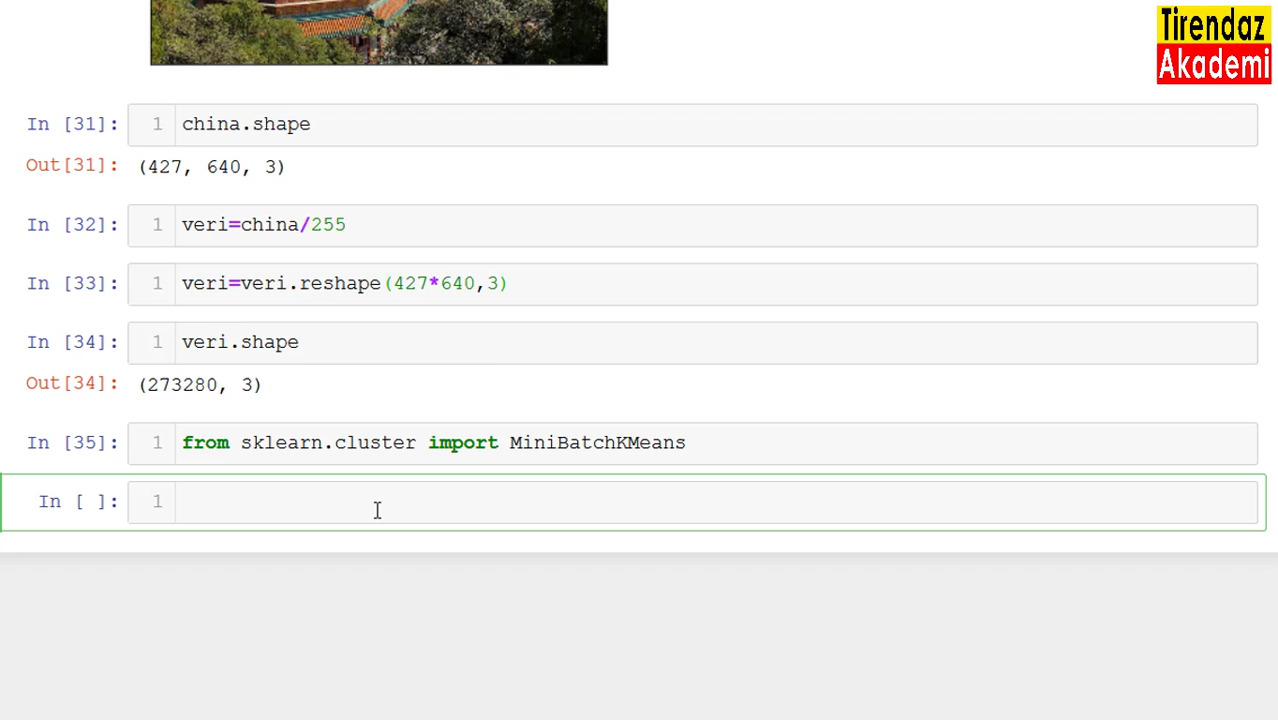 Tirendaz
Akademi
In [31]: 1 china.shape
Out[31]: (427, 640, 3)
In [32]: 1 veri=china/255
In [33]: 1 veri=veri.reshape(427*640,3)
In [34]: 1 veri.shape
Out[34]: (273280, 3)
In [35]: 1 from sklearn.cluster import MiniBatchKMeans
In [ ]: 1